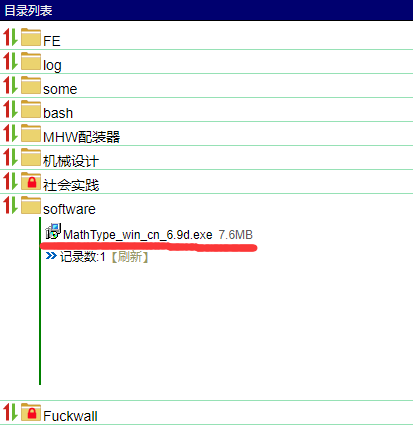 目录列表
FE
log
some
bash
MHW配装器
机械设计
社会实践
software
MathType_win_cn_6.9d.exe 7.6MB
记录数:1【刷新】
Fuckwall